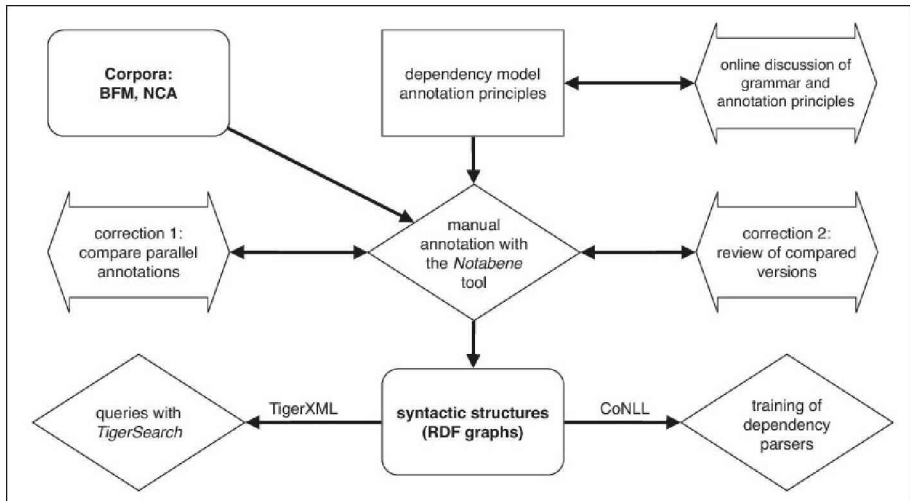 Corpora:
BFM, NCA
dependency model
annotation principles
online discussion of
grammar and
annotation principles
correction 1:
compare parallel
annotations
manual
annotation with
the Notabene
tool
correction 2:
review of compared
versions
queries with
TigerSearch
TigerXML
syntactic structures
(RDF graphs)
CoNLL
training of
dependency
parsers